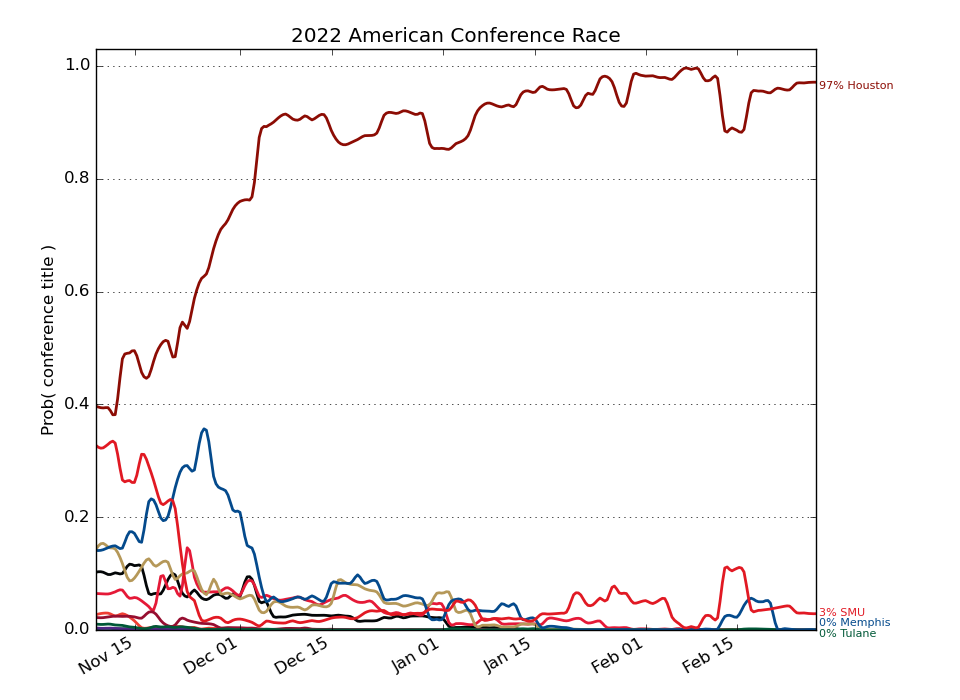 2022 American Conference Race
Prob( conference title )
1.0
0.8
0.6
0.4
0.2
0.0
Nov 15
Dec 01
Dec 15
Jan 01
Jan 15
Feb 01
Feb 15
97% Houston
3% SMU
0% Memphis
0% Tulane